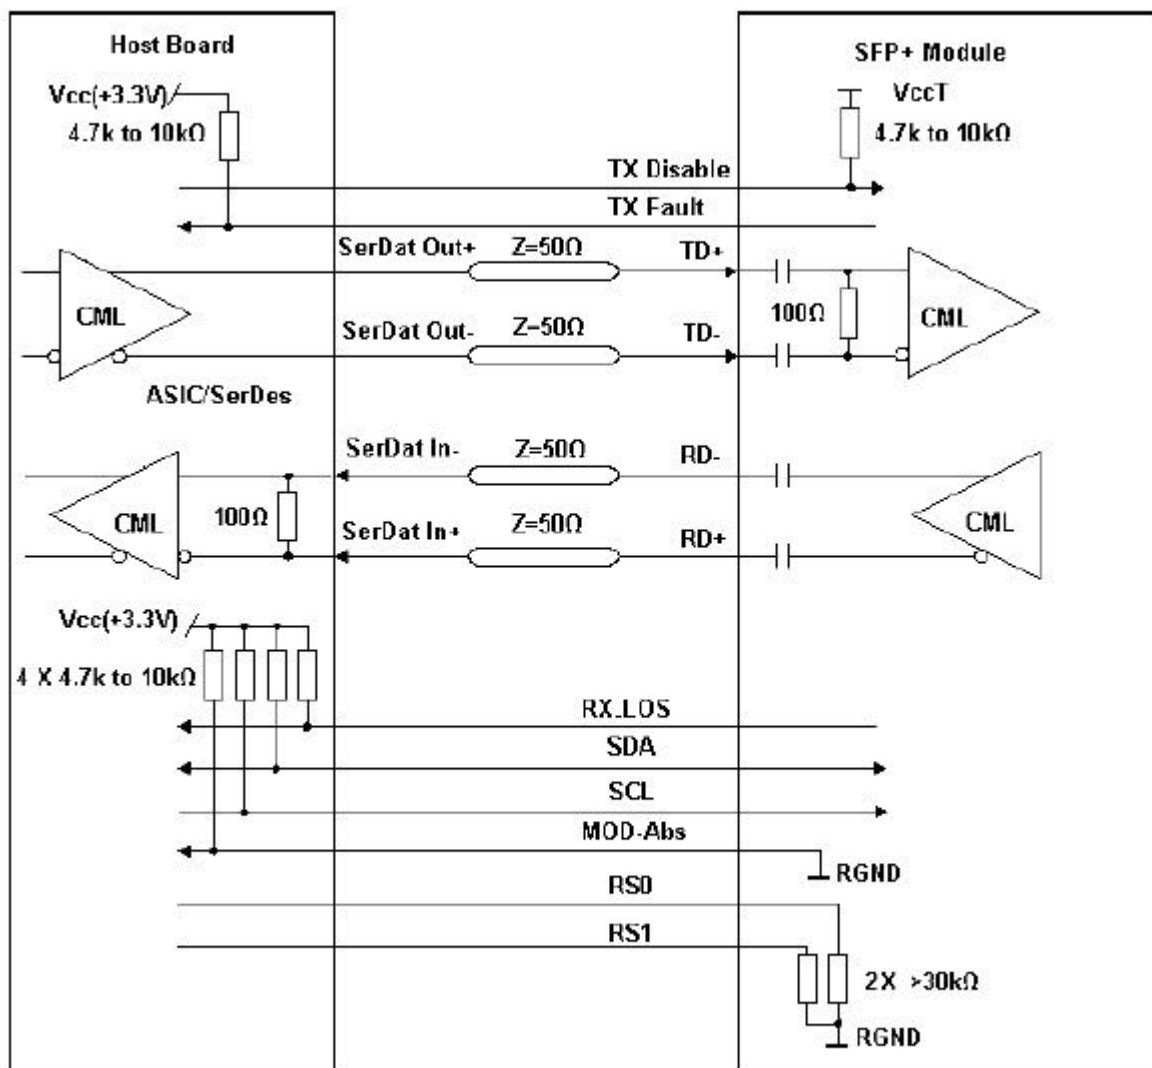 Host Board
SFP+ Module
Vcc(+3.3V)
VccT
4.7k to 10kΩ
4.7k to 10kΩ
TX Disable
TX Fault
SerDat Out+
Z=50Ω
TD+
CML
100Ω
CML
SerDat Out-
Z=50Ω
TD-
ASIC/SerDes
SerDat In-
Z=50Ω
RD-
CML
100Ω
CML
SerDat In+
Z=50Ω
RD+
Vcc(+3.3V)
4 X 4.7k to 10kΩ
RX_LOS
SDA
SCL
MOD-Abs
RGND
RS0
RS1
2X >30kΩ
RGND